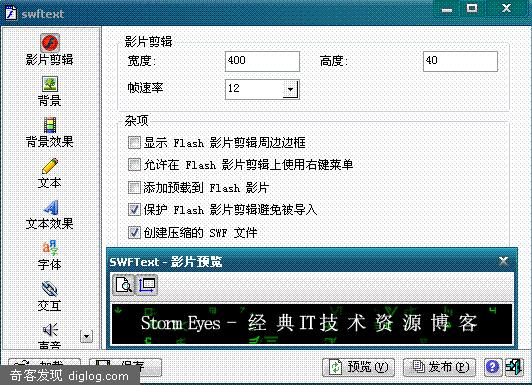 swftext
影片剪辑
背景
背景效果
文本
文本效果
字体
交互
声音
影片剪辑
宽度: 400 高度: 40
帧速率 12
杂项
显示 Flash 影片剪辑周边边框
允许在 Flash 影片剪辑上使用右键菜单
添加预载到 Flash 影片
保护 Flash 影片剪辑避免被导入
创建压缩的 SWF 文件
SWFText - 影片预览
Storm Eyes - 经典IT技术资源博客
加载 保存 预览(V) 发布(P)
奇客发现 diglog.com